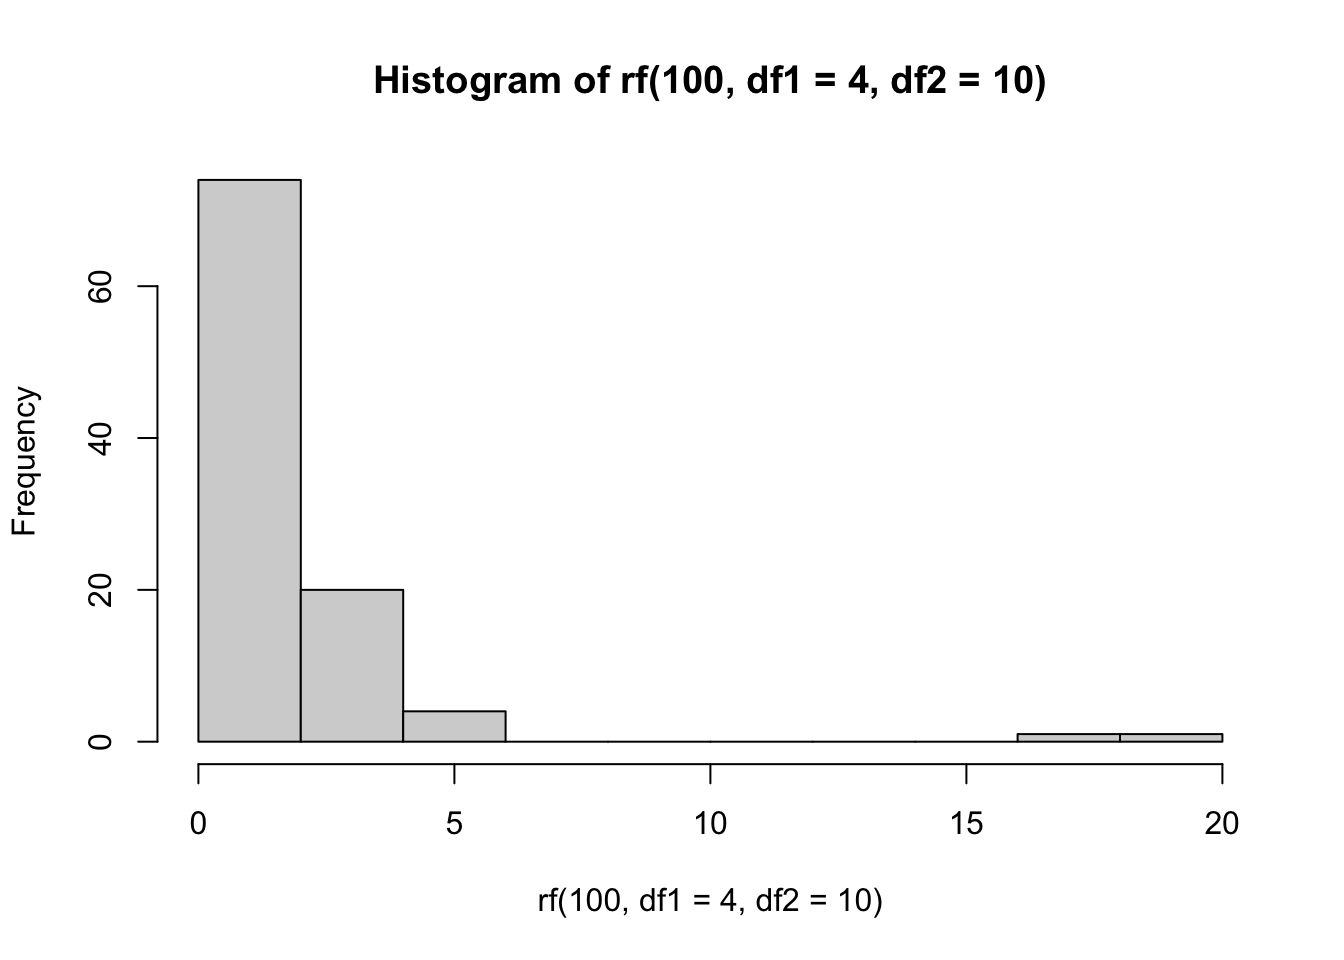 Histogram of rf(100, df1 = 4, df2 = 10)
Frequency
60
40
20
0
0 5 10 15 20
rf(100, df1 = 4, df2 = 10)